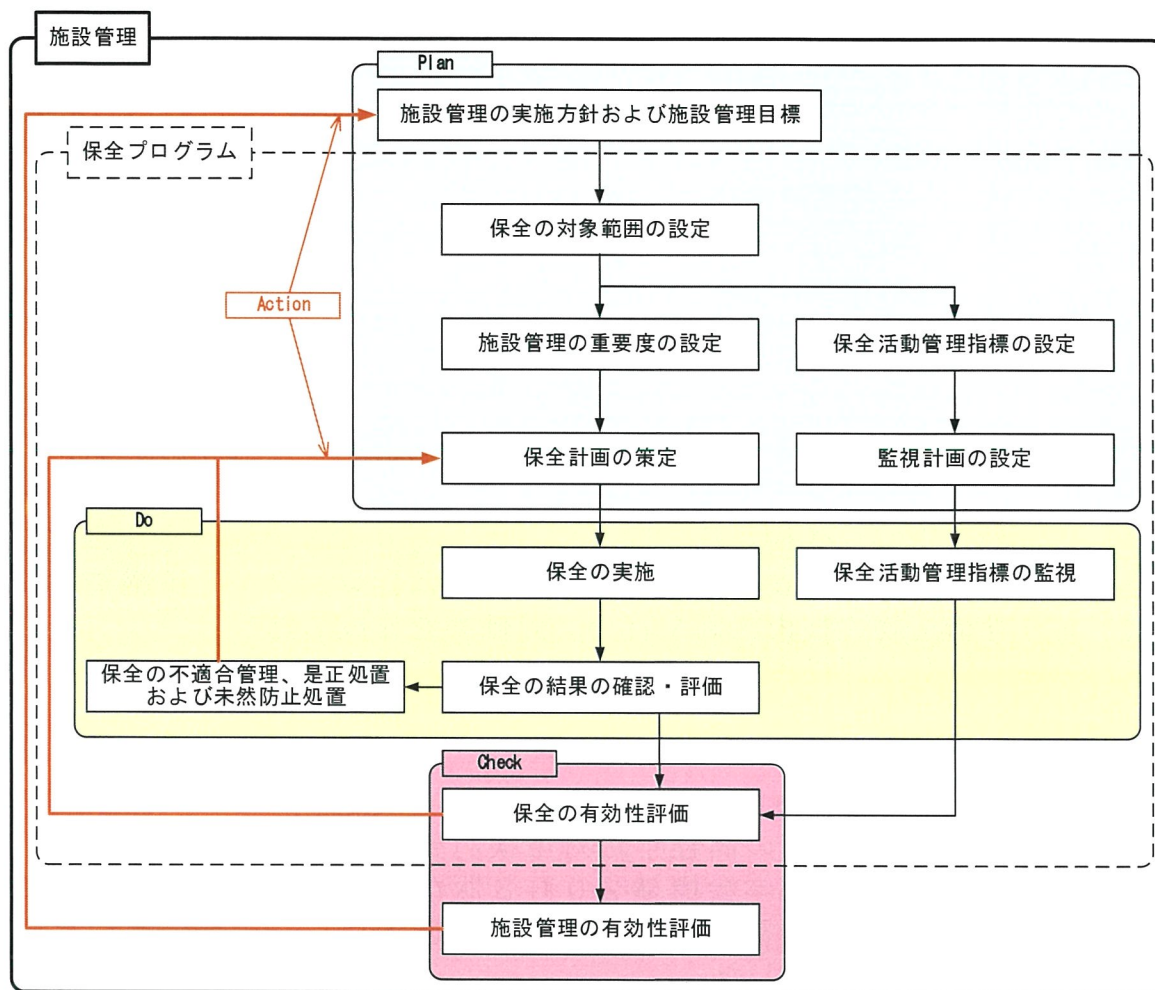 施設管理
Plan
施設管理の実施方針および施設管理目標
保全プログラム
保全の対象範囲の設定
Action
施設管理の重要度の設定
保全活動管理指標の設定
保全計画の策定
監視計画の設定
Do
保全の実施
保全活動管理指標の監視
保全の不適合管理、是正処置
および未然防止処置
保全の結果の確認・評価
Check
保全の有効性評価
施設管理の有効性評価